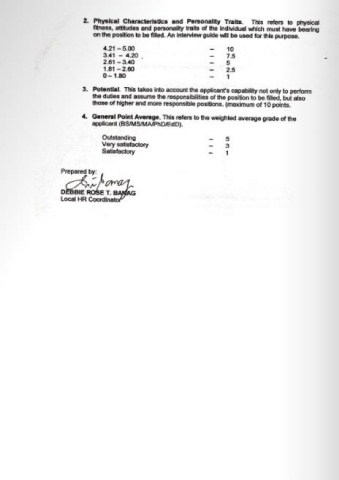 2. Physical Characteristics and Personality Traits. This refers to physical
fitness, attitudes and personality traits of the individual which must have bearing
on the position to be filled. An interview guide will be used for this purpose.
4.21 – 5.00 – 10
3.41 – 4.20 – 7.5
2.61 – 3.40 – 5
1.81 – 2.60 – 2.5
0 – 1.80 – 1
3. Potential. This takes into account the applicant's capability not only to perform
the duties and assume the responsibilities of the position to be filled, but also
those of higher and more responsible positions. (maximum of 10 points.
4. General Point Average. This refers to the weighted average grade of the
applicant (BS/MS/MA/PhD/EdD).
Outstanding – 5
Very satisfactory – 3
Satisfactory – 1
Prepared by:
DEBBIE ROSE T. BANAG
Local HR Coordinator